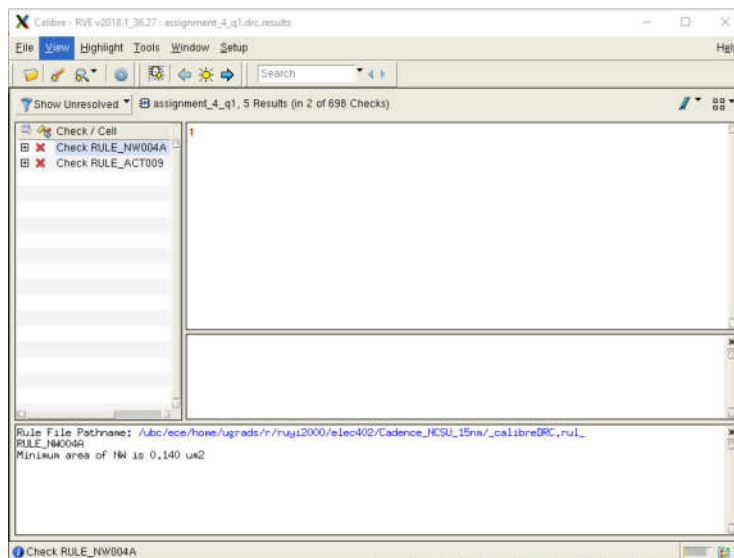 Calibre - RVE v2018.1_36.27 : assignment_4_q1.drc.results
File View Highlight Tools Window Setup Help
Search
Show Unresolved assignment_4_q1, 5 Results (in 2 of 698 Checks)
Check / Cell
1
Check RULE_NW004A
Check RULE_ACT009
Rule File Pathname: /ubc/ece/home/ugrads/r/ruyi2000/elec402/Cadence_NCSU_15nm/_calibreDRC.rul_
RULE_NW004A
Minimum area of NW is 0.140 um2
Check RULE_NW004A